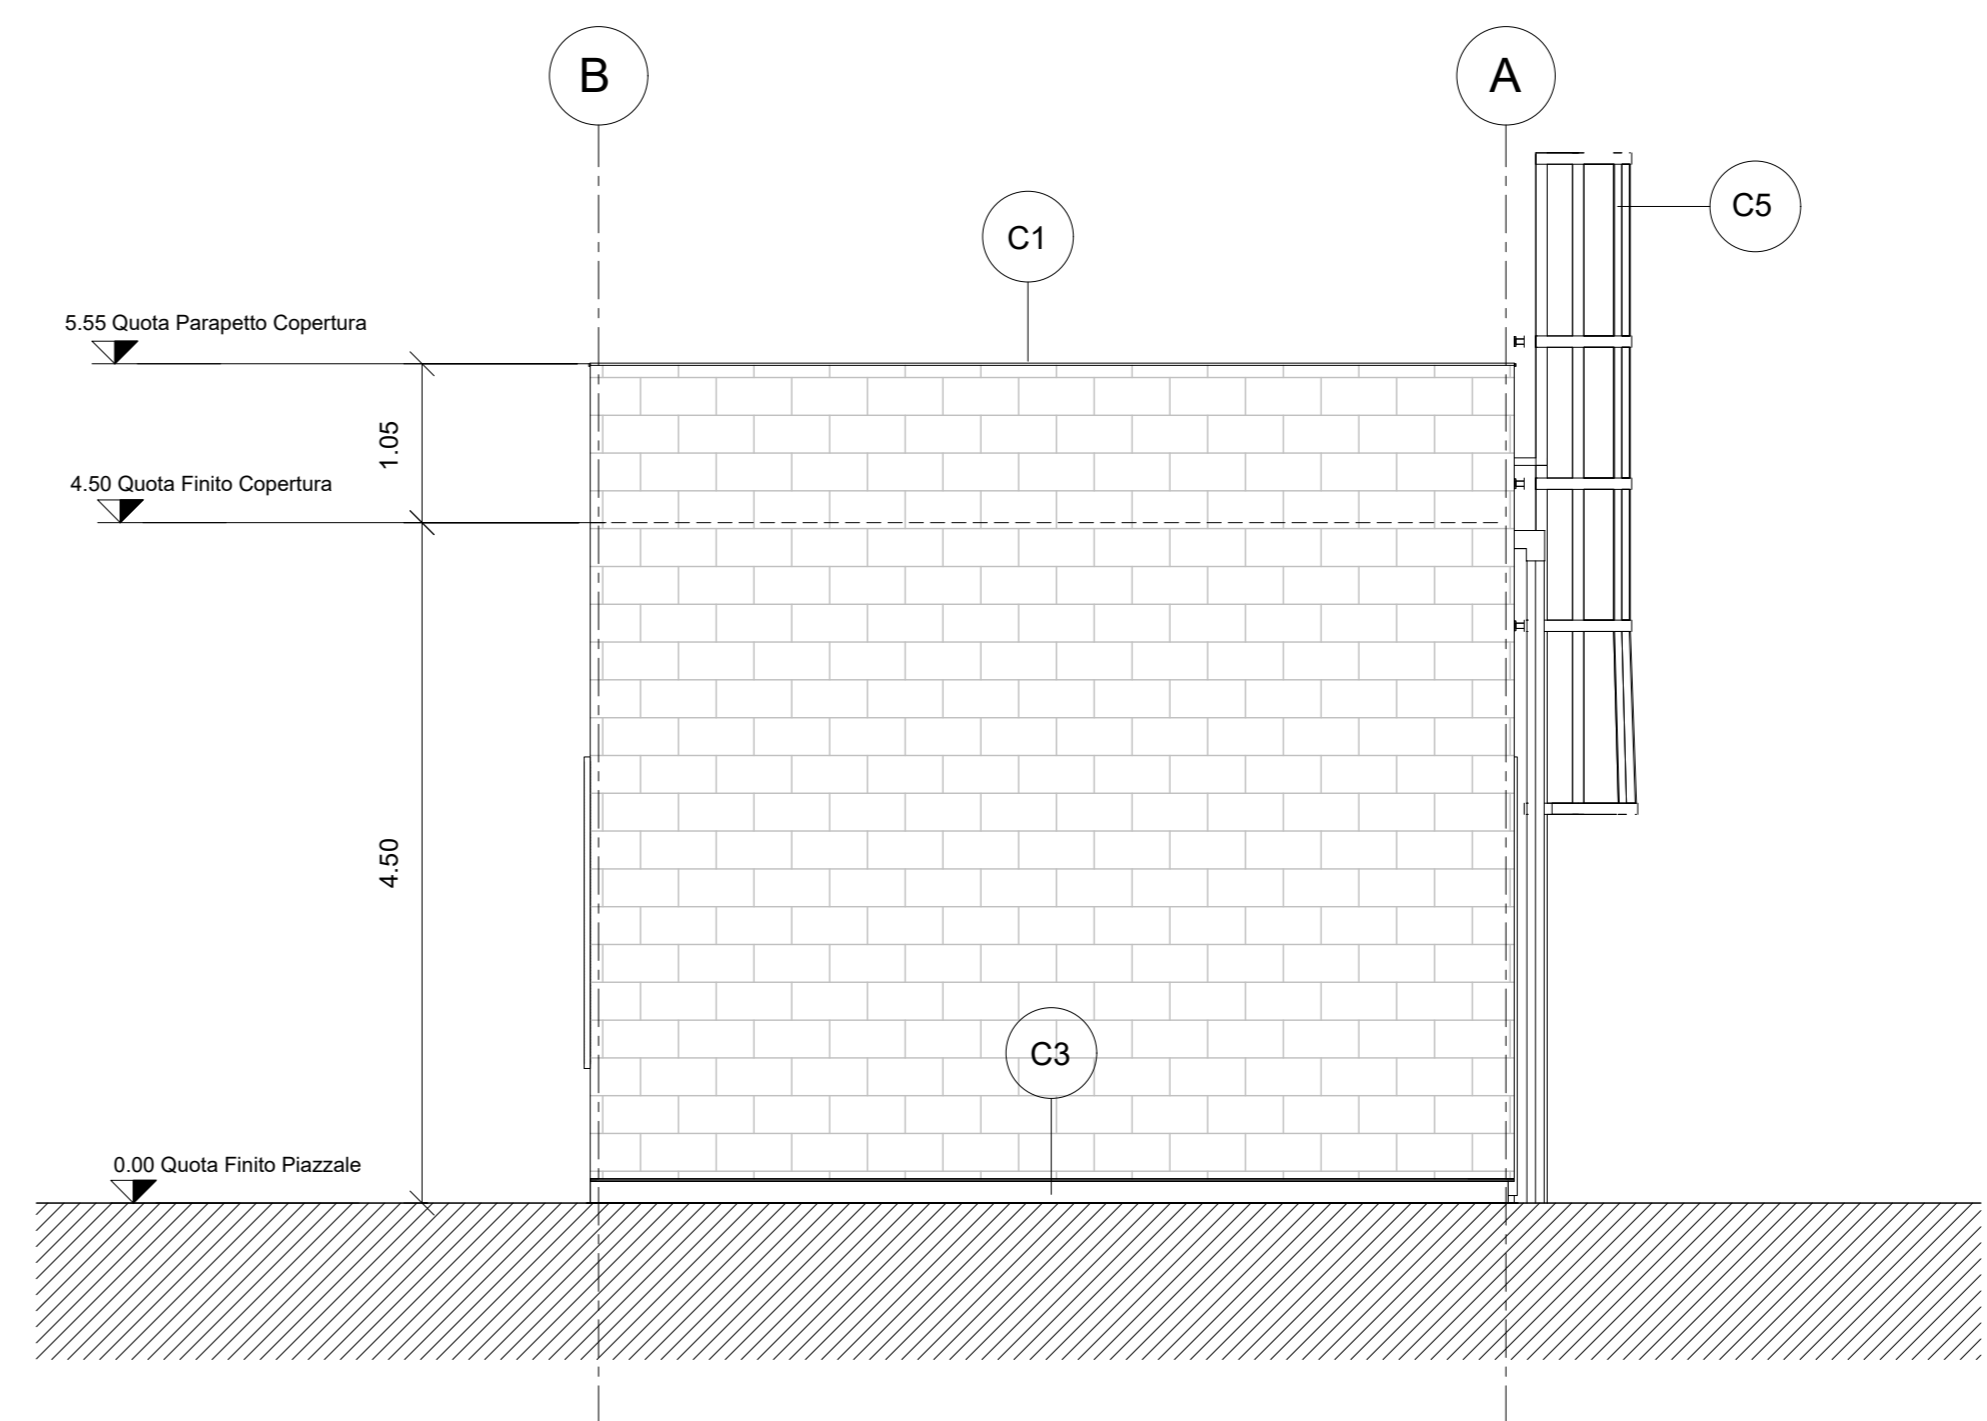 B
A
C5
C1
5.55 Quota Parapetto Copertura
1.05
4.50 Quota Finito Copertura
4.50
C3
0.00 Quota Finito Piazzale